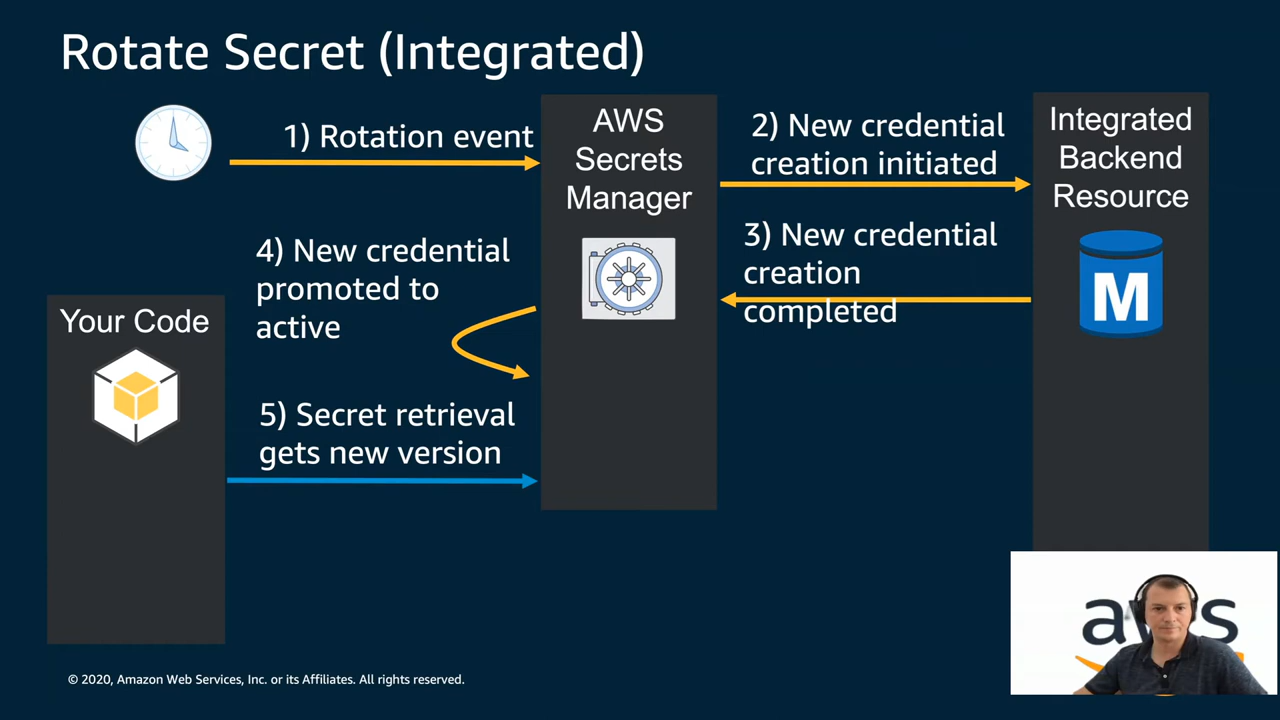 Rotate Secret (Integrated)
1) Rotation event
AWS
Secrets
Manager
2) New credential
creation initiated
Integrated
Backend
Resource
3) New credential
creation
completed
M
4) New credential
promoted to
active
Your Code
5) Secret retrieval
gets new version
© 2020, Amazon Web Services, Inc. or its Affiliates. All rights reserved.
aws